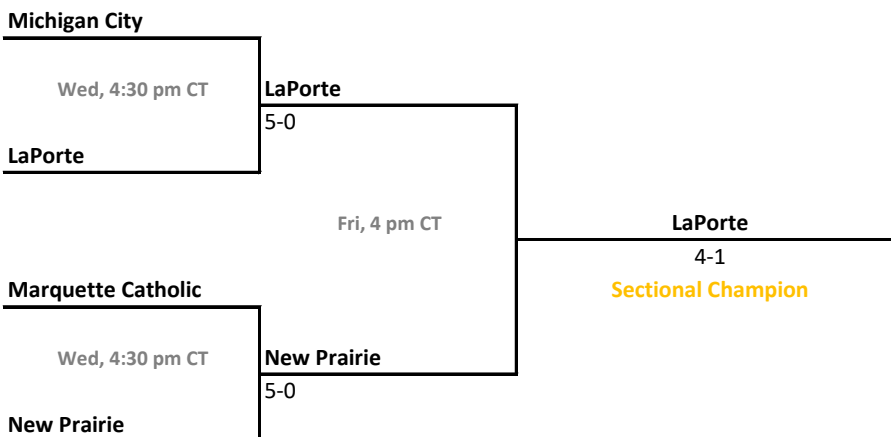 Michigan City
Wed, 4:30 pm CT
LaPorte
5-0
LaPorte
Fri, 4 pm CT
LaPorte
4-1
Sectional Champion
Marquette Catholic
Wed, 4:30 pm CT
New Prairie
5-0
New Prairie